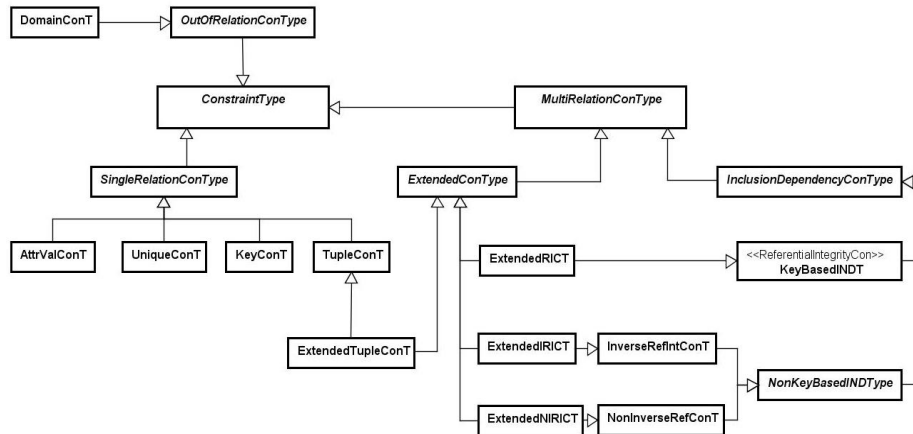 DomainConT
OutOfRelationConType
ConstraintType
MultiRelationConType
SingleRelationConType
ExtendedConType
InclusionDependencyConType
AttrValConT
UniqueConT
KeyConT
TupleConT
ExtendedRICT
<<ReferentialIntegrityCon>>
KeyBasedINDT
ExtendedTupleConT
ExtendedIRICT
InverseRefIntConT
NonKeyBasedINDType
ExtendedNIRICT
NonInverseRefConT